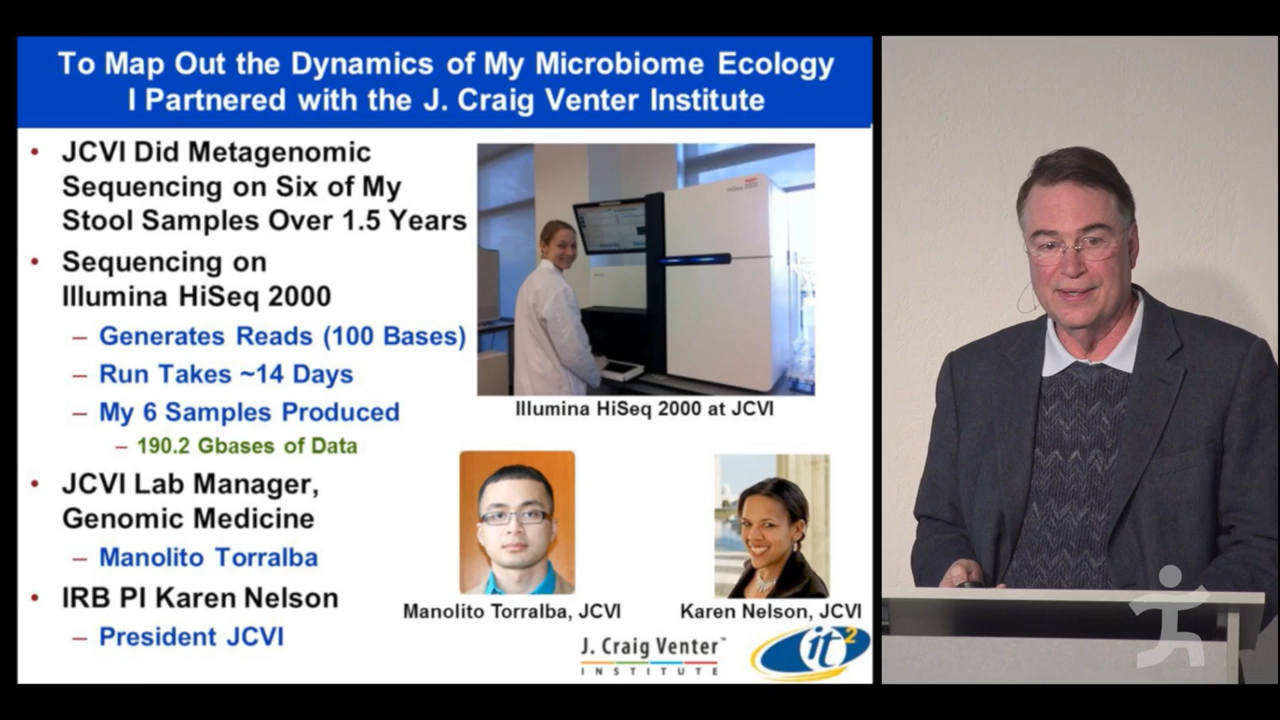 To Map Out the Dynamics of My Microbiome Ecology
I Partnered with the J. Craig Venter Institute
• JCVI Did Metagenomic
Sequencing on Six of My
Stool Samples Over 1.5 Years
• Sequencing on
Illumina HiSeq 2000
– Generates Reads (100 Bases)
– Run Takes ~14 Days
– My 6 Samples Produced
– 190.2 Gbases of Data
• JCVI Lab Manager,
Genomic Medicine
– Manolito Torralba
• IRB PI Karen Nelson
– President JCVI
HiSeq 2000
Illumina HiSeq 2000 at JCVI
Manolito Torralba, JCVI
Karen Nelson, JCVI
J. Craig Venter™
INSTITUTE
it²